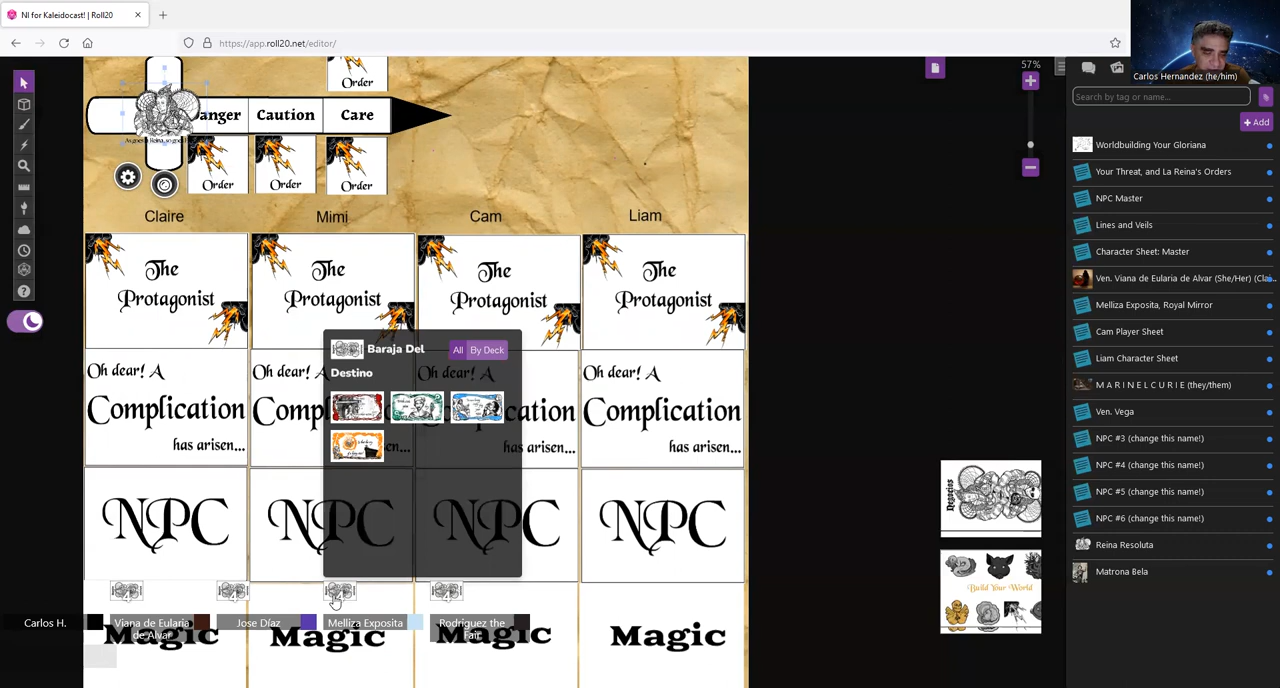 NI for Kaleidocast! | Roll20
https://app.roll20.net/editor/
Carlos Hernandez (he/him)
57%
Search by tag or name...
+ Add
Order
anger
Caution
Care
Order
Order
Order
Claire
Mimi
Cam
Liam
The
Protagonist
The
Protagonist
The
Protagonist
The
Protagonist
Oh dear! A
Complication
has arisen...
Oh dear! A
Baraja Del
Destino
All
By Deck
Oh dear! A
Complication
has arisen...
NPC
NPC
NPC
NPC
Magic
Magic
Magic
Magic
Carlos H.
Viana de Eularia
de Alvar
Jose Díaz
Melliza Exposita
Rodríguez the
Fair
Negocios
Build Your World
Worldbuilding Your Gloriana
Your Threat, and La Reina's Orders
NPC Master
Lines and Veils
Character Sheet: Master
Ven. Viana de Eularia de Alvar (She/Her) (Clai...
Melliza Exposita, Royal Mirror
Cam Player Sheet
Liam Character Sheet
M A R I N E L C U R I E (they/them)
Ven. Vega
NPC #3 (change this name!)
NPC #4 (change this name!)
NPC #5 (change this name!)
NPC #6 (change this name!)
Reina Resoluta
Matrona Bela